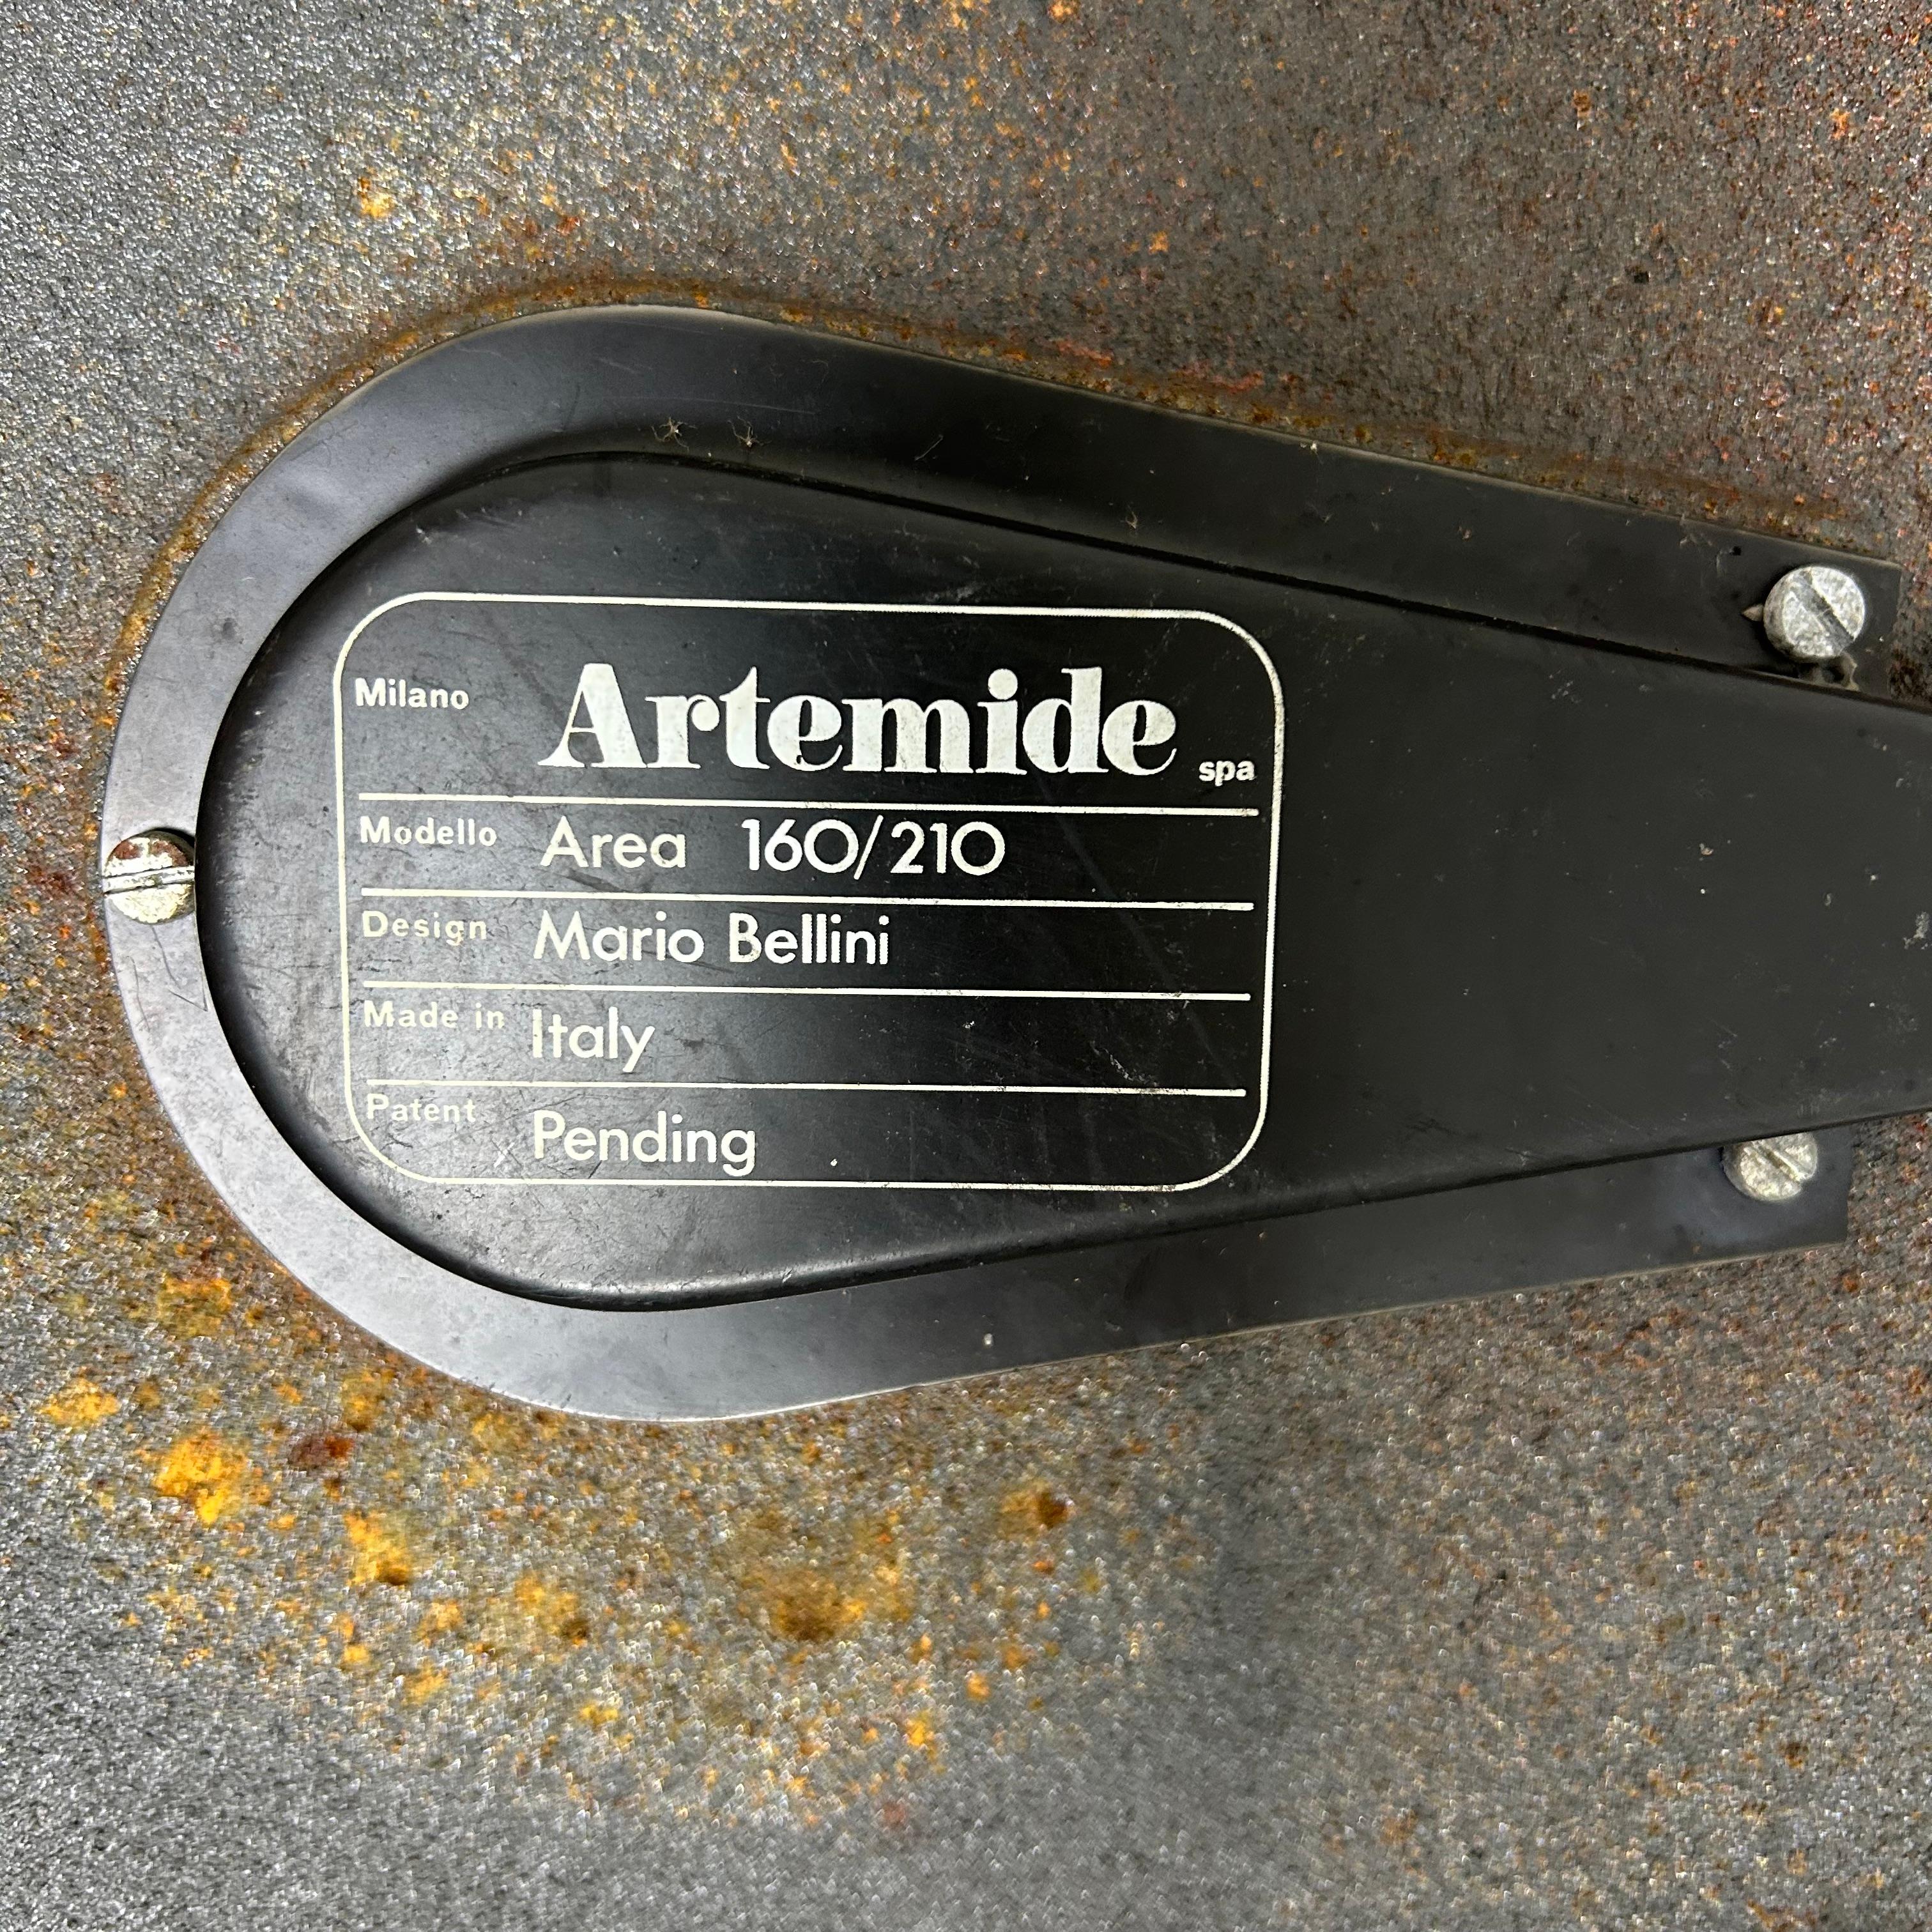 Milano Artemide spa
Modello Area 160/210
Design Mario Bellini
Made in Italy
Patent Pending